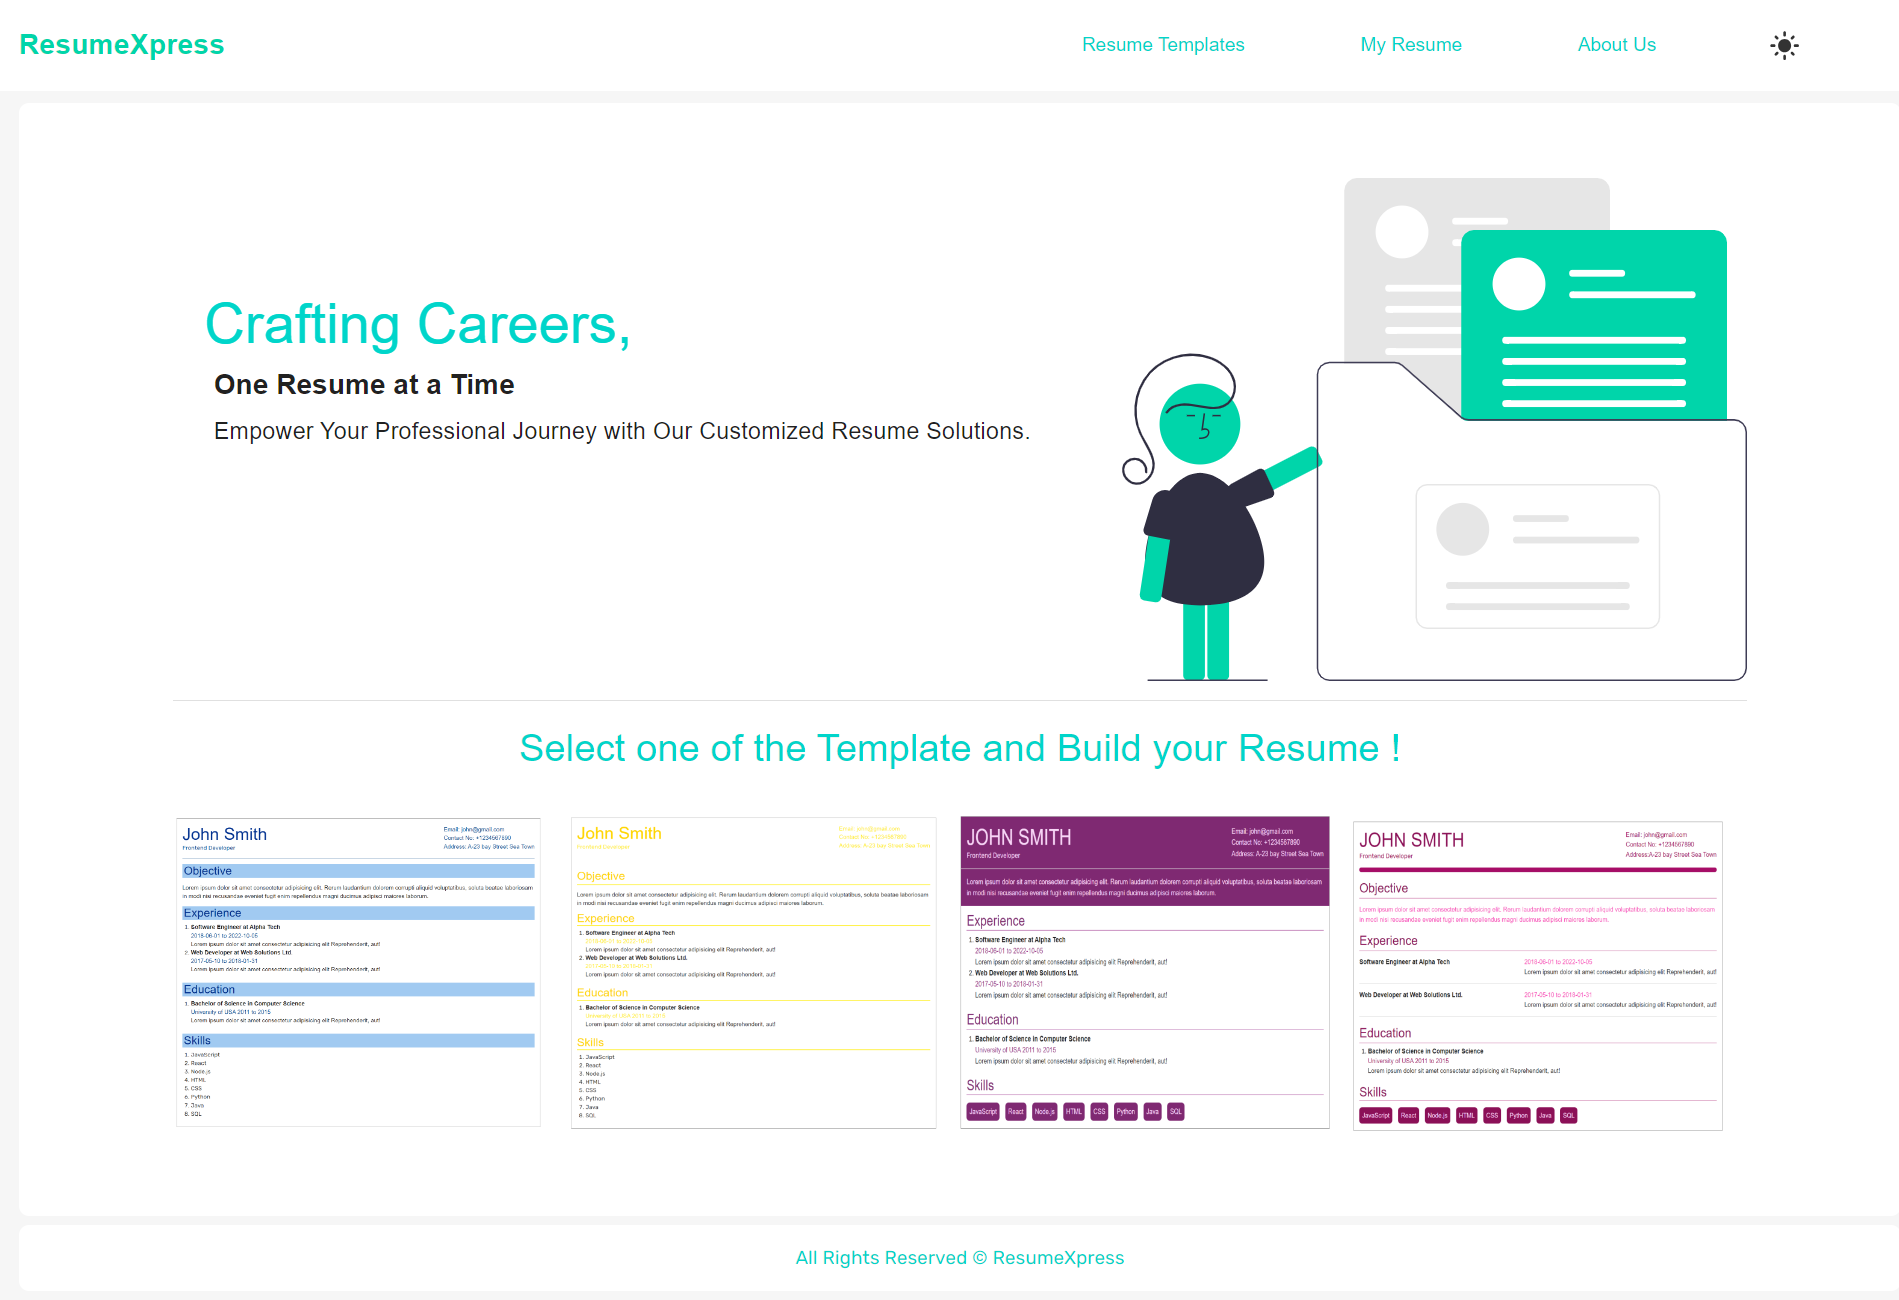 ResumeXpress
Resume Templates
My Resume
About Us
Crafting Careers,
One Resume at a Time
Empower Your Professional Journey with Our Customized Resume Solutions.
Select one of the Template and Build your Resume !
John Smith
Frontend Developer
Email: john@gmail.com
Contact No: +1234567890
Address: A-23 bay Street Sea Town
Objective
Lorem ipsum dolor sit amet consectetur adipisicing elit. Rerum laudantium dolorem corrupti aliquid voluptatibus, soluta beatae laboriosam
in modi nisi recusandae eveniet fugit enim repellendus magni ducimus adipisci maiores laborum.
Experience
1. Software Engineer at Alpha Tech
2018-06-01 to 2022-10-05
Lorem ipsum dolor sit amet consectetur adipisicing elit Reprehenderit, aut!
2. Web Developer at Web Solutions Ltd.
2017-05-10 to 2018-01-31
Lorem ipsum dolor sit amet consectetur adipisicing elit Reprehenderit, aut!
Education
1. Bachelor of Science in Computer Science
University of USA 2011 to 2015
Lorem ipsum dolor sit amet consectetur adipisicing elit Reprehenderit, aut!
Skills
1. JavaScript
2. React
3. Node.js
4. HTML
5. CSS
6. Python
7. Java
8. SQL
John Smith
Frontend Developer
Email: john@gmail.com
Contact No: +1234567890
Address: A-23 bay Street Sea Town
Objective
Lorem ipsum dolor sit amet consectetur adipisicing elit. Rerum laudantium dolorem corrupti aliquid voluptatibus, soluta beatae laboriosam
in modi nisi recusandae eveniet fugit enim repellendus magni ducimus adipisci maiores laborum.
Experience
1. Software Engineer at Alpha Tech
2018-06-01 to 2022-10-05
Lorem ipsum dolor sit amet consectetur adipisicing elit Reprehenderit, aut!
2. Web Developer at Web Solutions Ltd.
2017-05-10 to 2018-01-31
Lorem ipsum dolor sit amet consectetur adipisicing elit Reprehenderit, aut!
Education
1. Bachelor of Science in Computer Science
University of USA 2011 to 2015
Lorem ipsum dolor sit amet consectetur adipisicing elit Reprehenderit, aut!
Skills
1. JavaScript
2. React
3. Node.js
4. HTML
5. CSS
6. Python
7. Java
8. SQL
JOHN SMITH
Frontend Developer
Email: john@gmail.com
Contact No: +1234567890
Address: A-23 bay Street Sea Town
Lorem ipsum dolor sit amet consectetur adipisicing elit. Rerum laudantium dolorem corrupti aliquid voluptatibus, soluta beatae laboriosam
in modi nisi recusandae eveniet fugit enim repellendus magni ducimus adipisci maiores laborum.
Experience
1. Software Engineer at Alpha Tech
2018-06-01 to 2022-10-05
Lorem ipsum dolor sit amet consectetur adipisicing elit Reprehenderit, aut!
2. Web Developer at Web Solutions Ltd.
2017-05-10 to 2018-01-31
Lorem ipsum dolor sit amet consectetur adipisicing elit Reprehenderit, aut!
Education
1. Bachelor of Science in Computer Science
University of USA 2011 to 2015
Lorem ipsum dolor sit amet consectetur adipisicing elit Reprehenderit, aut!
Skills
JavaScript React Node.js HTML CSS Python Java SQL
JOHN SMITH
Frontend Developer
Email: john@gmail.com
Contact No: +1234567890
Address:A-23 bay Street Sea Town
Objective
Lorem ipsum dolor sit amet consectetur adipisicing elit. Rerum laudantium dolorem corrupti aliquid voluptatibus, soluta beatae laboriosam
in modi nisi recusandae eveniet fugit enim repellendus magni ducimus adipisci maiores laborum.
Experience
Software Engineer at Alpha Tech
2018-06-01 to 2022-10-05
Lorem ipsum dolor sit amet consectetur adipisicing elit Reprehenderit, aut!
Web Developer at Web Solutions Ltd.
2017-05-10 to 2018-01-31
Lorem ipsum dolor sit amet consectetur adipisicing elit Reprehenderit, aut!
Education
1. Bachelor of Science in Computer Science
University of USA 2011 to 2015
Lorem ipsum dolor sit amet consectetur adipisicing elit Reprehenderit, aut!
Skills
JavaScript React Node.js HTML CSS Python Java SQL
All Rights Reserved © ResumeXpress